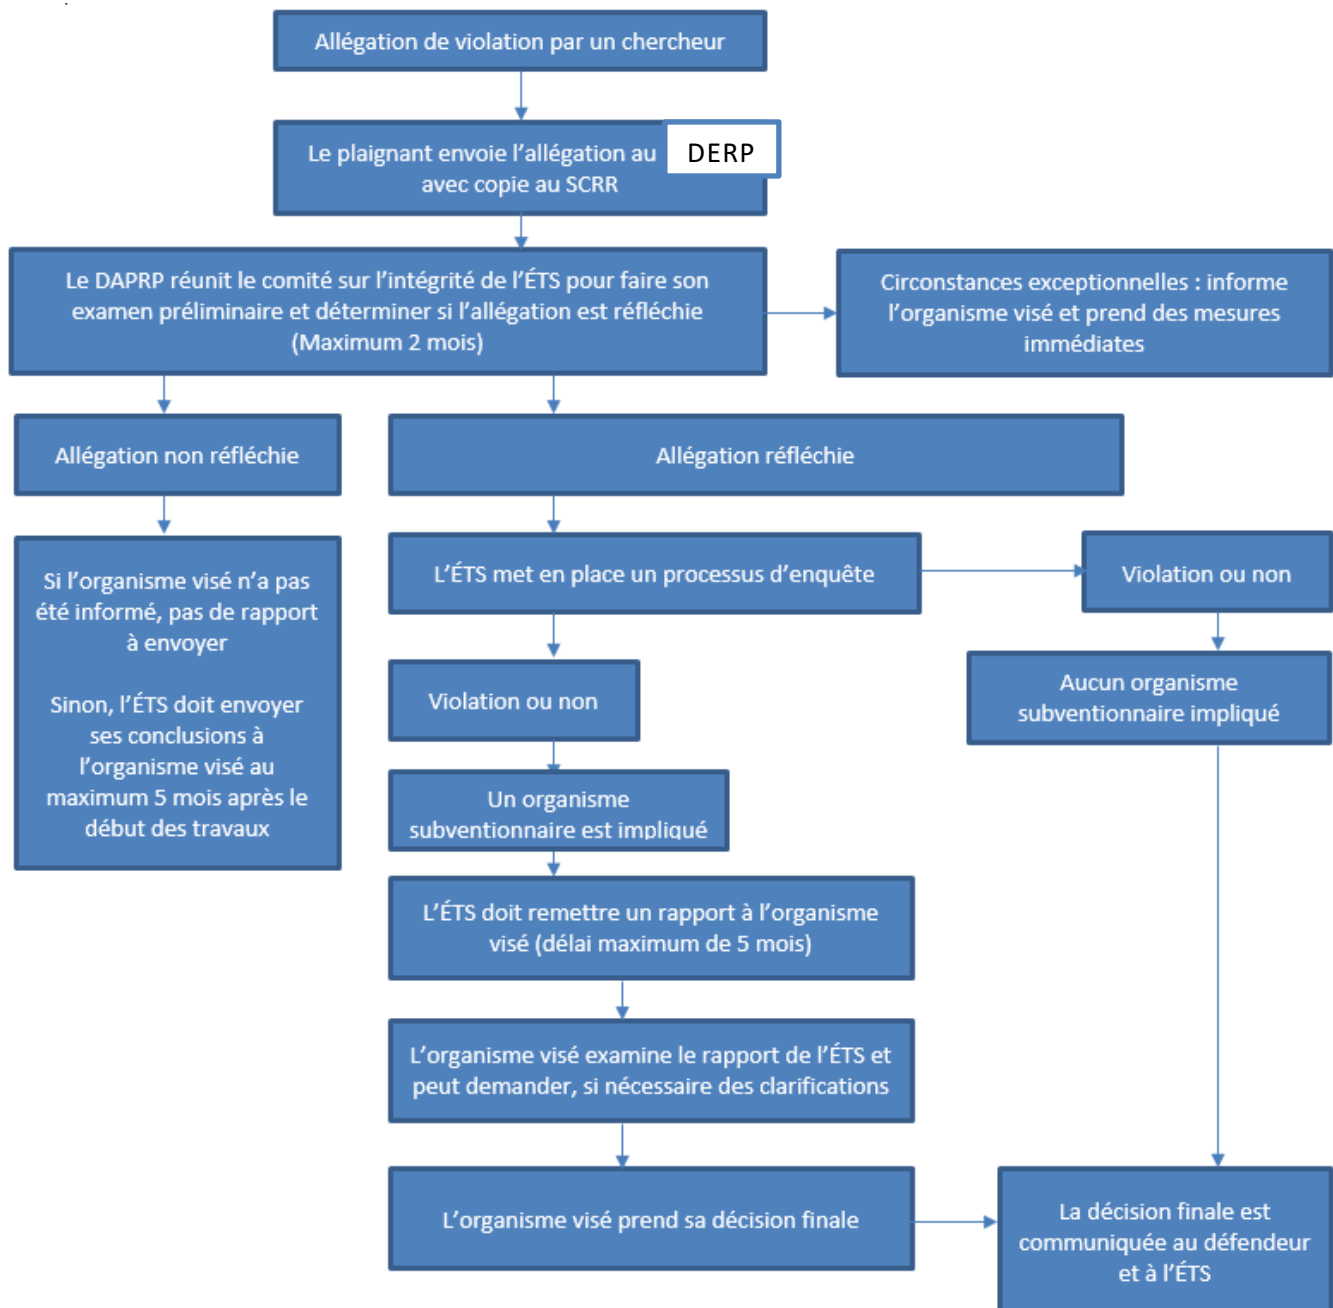 Allégation de violation par un chercheur
Le plaignant envoie l’allégation au DERP
avec copie au SCRR
Le DAPRP réunit le comité sur l’intégrité de l’ÉTS pour faire son
examen préliminaire et déterminer si l’allégation est réfléchie
(Maximum 2 mois)
Circonstances exceptionnelles : informe
l’organisme visé et prend des mesures
immédiates
Allégation non réfléchie
Allégation réfléchie
Si l’organisme visé n’a pas
été informé, pas de rapport
à envoyer
Sinon, l’ÉTS doit envoyer
ses conclusions à
l’organisme visé au
maximum 5 mois après le
début des travaux
L’ÉTS met en place un processus d’enquête
Violation ou non
Violation ou non
Aucun organisme
subventionnaire impliqué
Un organisme
subventionnaire est impliqué
L’ÉTS doit remettre un rapport à l’organisme
visé (délai maximum de 5 mois)
L’organisme visé examine le rapport de l’ÉTS et
peut demander, si nécessaire des clarifications
L’organisme visé prend sa décision finale
La décision finale est
communiquée au défendeur
et à l’ÉTS